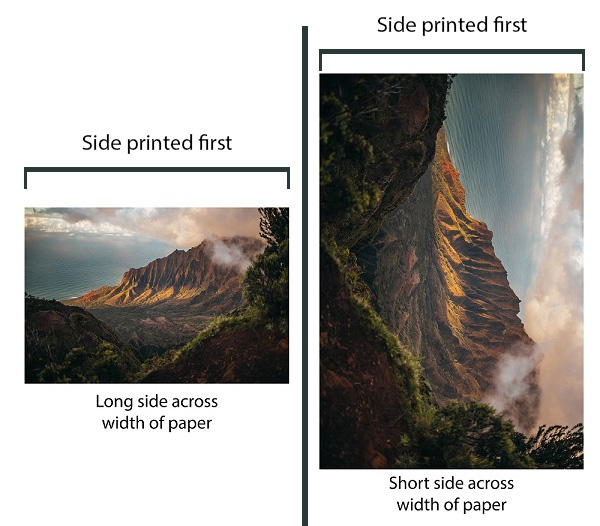 Side printed first
Long side across
width of paper
Side printed first
Short side across
width of paper